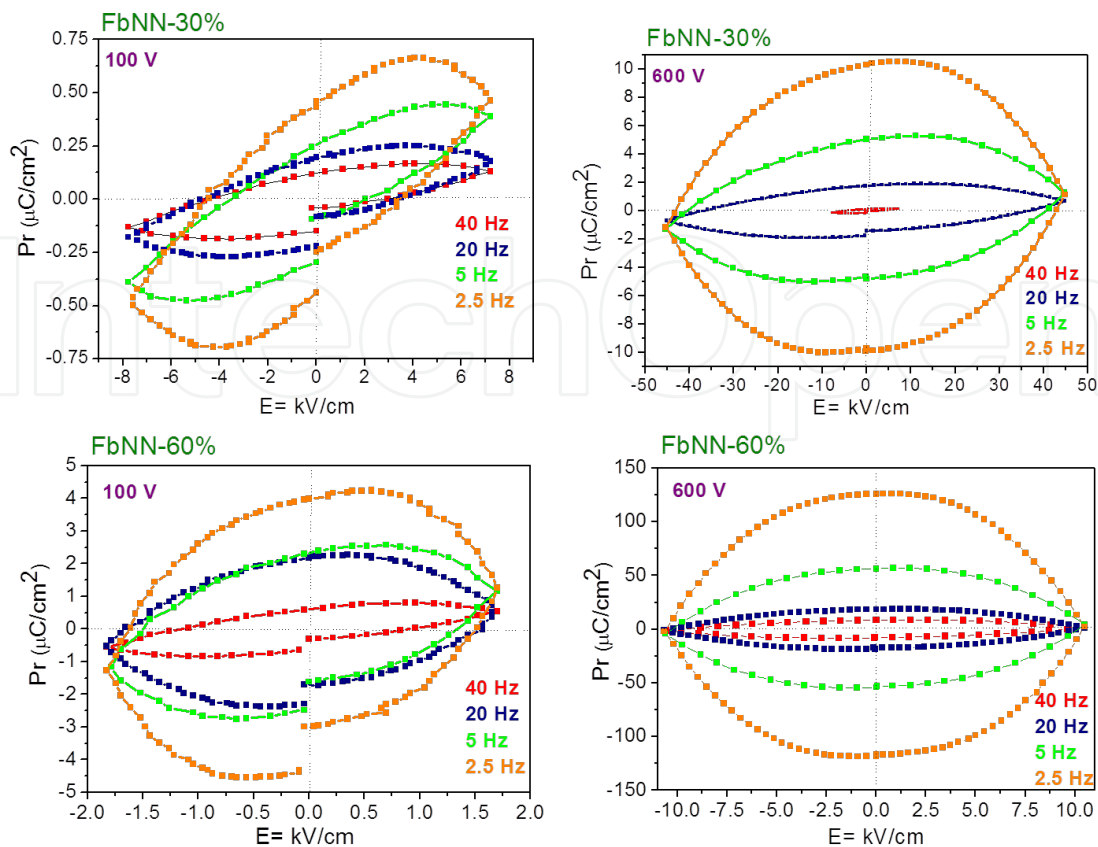 FbNN-30%
100 V
0.75
0.50
0.25
0.00
-0.25
-0.50
-0.75
Pr (μC/cm²)
40 Hz
20 Hz
5 Hz
2.5 Hz
-8 -6 -4 -2 0 2 4 6 8
E= kV/cm
FbNN-30%
600 V
10
8
6
4
2
0
-2
-4
-6
-8
-10
Pr (μC/cm²)
40 Hz
20 Hz
5 Hz
2.5 Hz
-50 -40 -30 -20 -10 0 10 20 30 40 50
E= kV/cm
IntechOpen
FbNN-60%
100 V
5
4
3
2
1
0
-1
-2
-3
-4
-5
Pr (μC/cm²)
40 Hz
20 Hz
5 Hz
2.5 Hz
-2.0 -1.5 -1.0 -0.5 0.0 0.5 1.0 1.5 2.0
E= kV/cm
FbNN-60%
600 V
150
100
50
0
-50
-100
-150
Pr (μC/cm²)
40 Hz
20 Hz
5 Hz
2.5 Hz
-10.0 -7.5 -5.0 -2.5 0.0 2.5 5.0 7.5 10.0
E= kV/cm